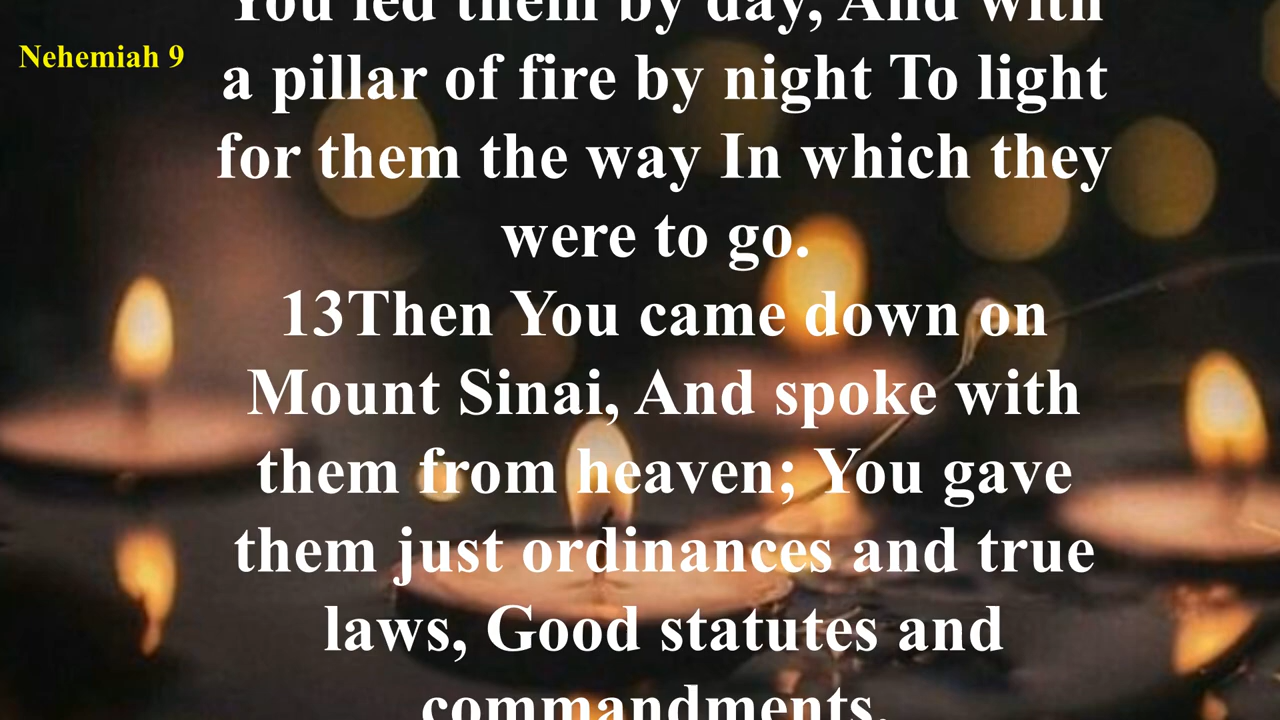 You led them by day, And with
Nehemiah 9
a pillar of fire by night To light
for them the way In which they
were to go.
13Then You came down on
Mount Sinai, And spoke with
them from heaven; You gave
them just ordinances and true
laws, Good statutes and
commandments.